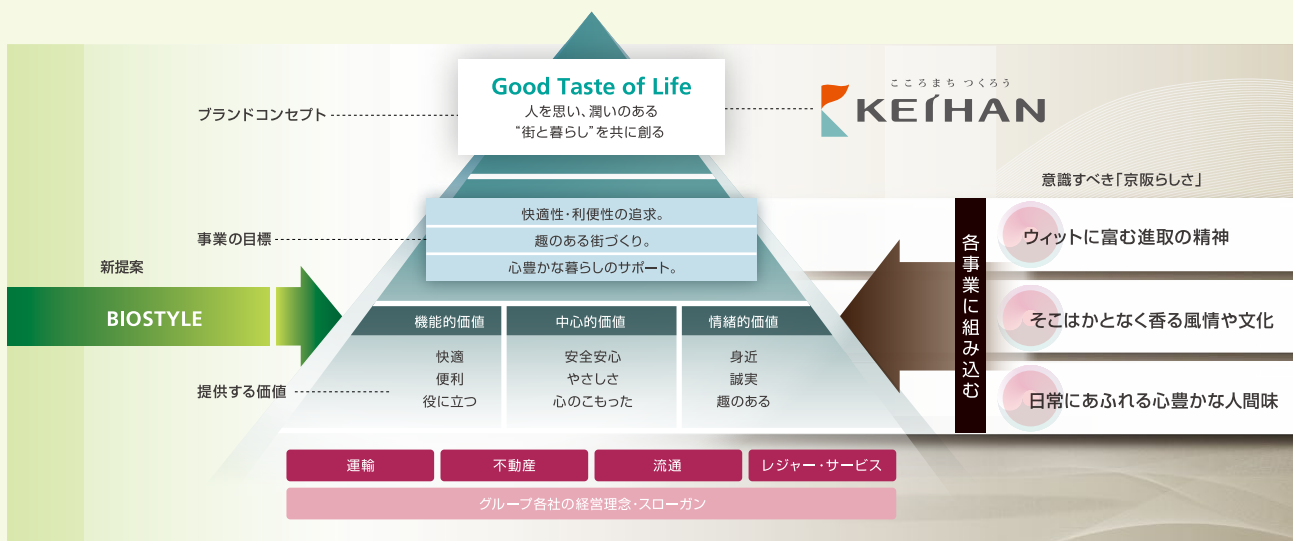 Good Taste of Life
人を思い、潤いのある
“街と暮らし”を共に創る
ブランドコンセプト
こころまち つくろう
KEIHAN
意識すべき「京阪らしさ」
快適性・利便性の追求。
趣のある街づくり。
心豊かな暮らしのサポート。
事業の目標
新提案
BIOSTYLE
各事業に組み込む
ウィットに富む進取の精神
そこはかとなく香る風情や文化
日常にあふれる心豊かな人間味
機能的価値
快適
便利
役に立つ
中心的価値
安全安心
やさしさ
心のこもった
情緒的価値
身近
誠実
趣のある
提供する価値
運輸
不動産
流通
レジャー・サービス
グループ各社の経営理念・スローガン